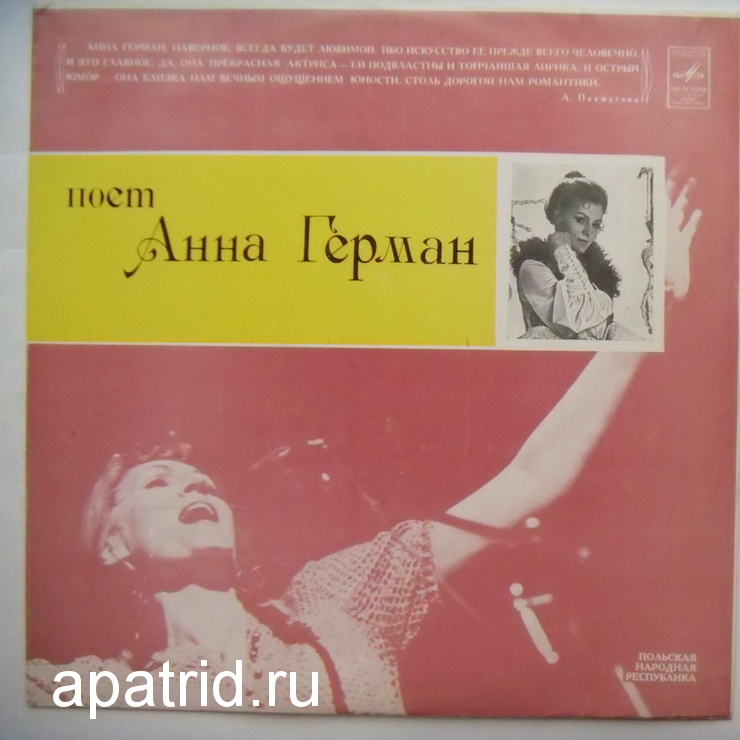 АННА ГЕРМАН, НАВЕРНОЕ, ВСЕГДА БУДЕТ ЛЮБИМОЙ, ИБО ИСКУССТВО ЕЕ ПРЕЖДЕ ВСЕГО ЧЕЛОВЕЧНО,
И ЭТО ГЛАВНОЕ. ДА, ОНА ПРЕКРАСНАЯ АКТРИСА — ЕЙ ПОДВЛАСТНЫ И ТОНЧАЙШАЯ ЛИРИКА, И ОСТРЫЙ
ЮМОР... ОНА БЛИЗКА НАМ ВЕЧНЫМ ОЩУЩЕНИЕМ ЮНОСТИ, СТОЛЬ ДОРОГОЙ НАМ РОМАНТИКИ.
А. Пахмутова
МЕЛОДИЯ
поет
Анна Герман
ПОЛЬСКАЯ
НАРОДНАЯ
РЕСПУБЛИКА
apatrid.ru